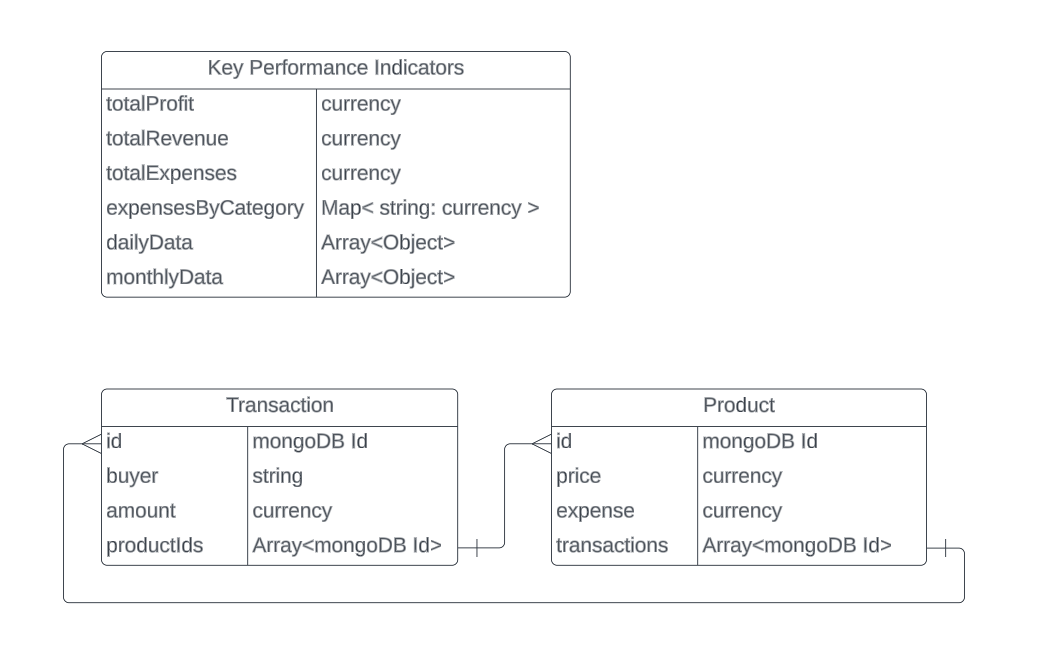 Key Performance Indicators
totalProfit currency
totalRevenue currency
totalExpenses currency
expensesByCategory Map< string: currency >
dailyData Array<Object>
monthlyData Array<Object>
Transaction
id mongoDB Id
buyer string
amount currency
productIds Array<mongoDB Id>
Product
id mongoDB Id
price currency
expense currency
transactions Array<mongoDB Id>